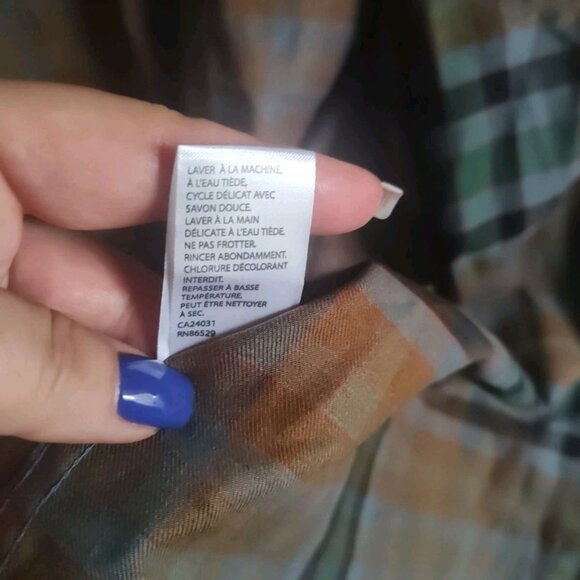 LAVER À LA MACHINE,
À L'EAU TIÈDE,
CYCLE DÉLICAT AVEC
SAVON DOUCE.
LAVER À LA MAIN
DÉLICATE À L'EAU TIÈDE.
NE PAS FROTTER.
RINCER ABONDAMMENT.
CHLORURE DÉCOLORANT
INTERDIT.
REPASSER À BASSE
TEMPÉRATURE.
PEUT ÊTRE NETTOYER
À SEC.
CA24031
RN86529